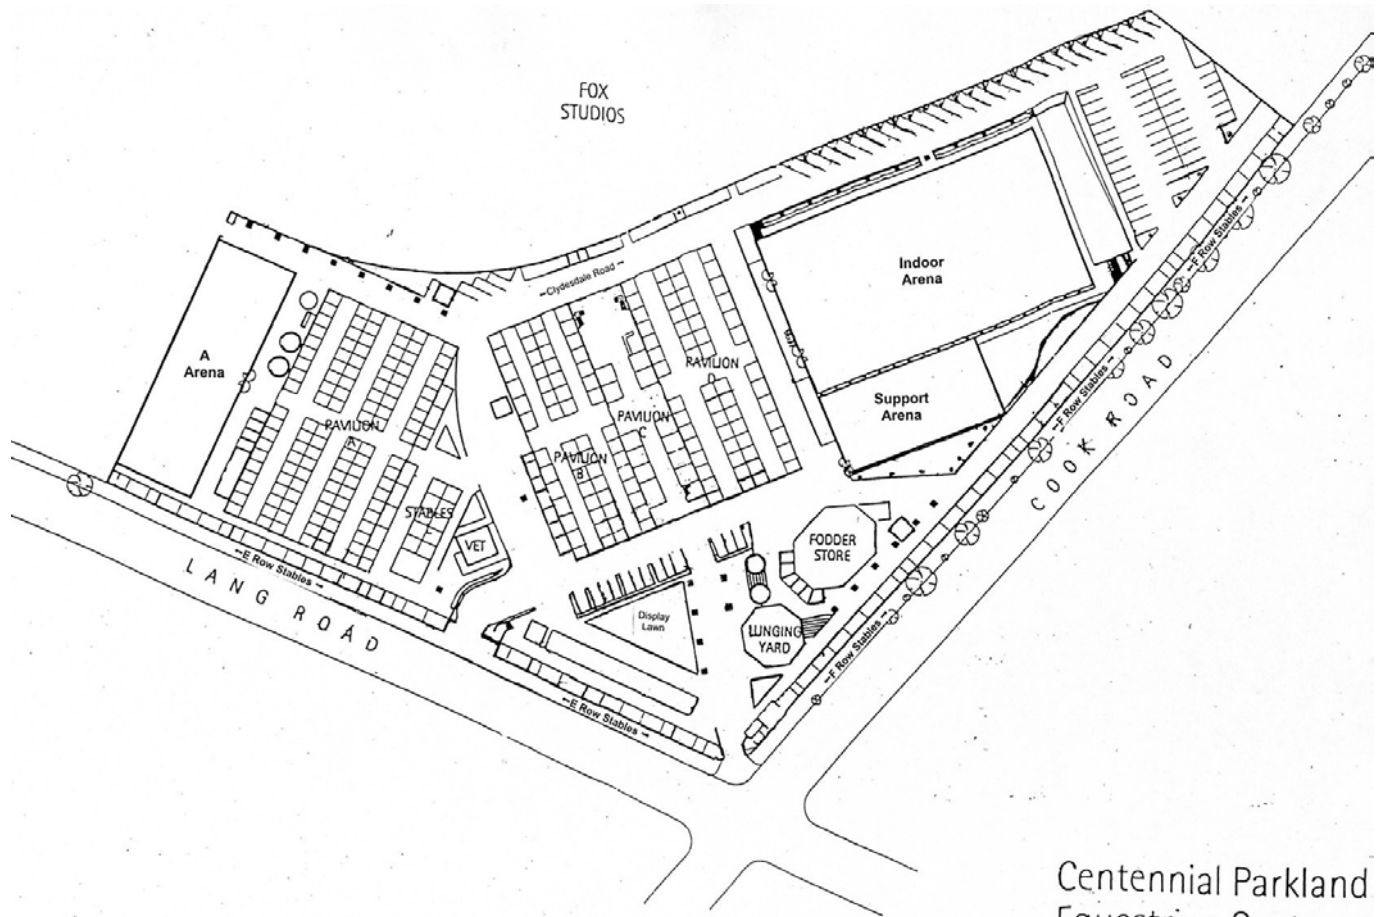 FOX
STUDIOS
Indoor
Arena
←F Row Stables→
←Clydesdale Road→
A
Arena
PAVILION
D
Support
Arena
←F Row Stables→
COOK ROAD
PAVILION
A
PAVILION
C
PAVILION
B
STABLES
VET
FODDER
STORE
←E Row Stables→
LANG ROAD
Display
Lawn
LUNGING
YARD
←F Row Stables→
←E Row Stables→
Centennial Parkland